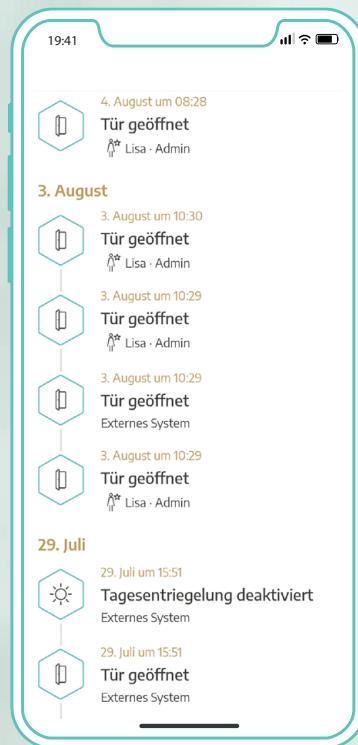 19:41
4. August um 08:28
Tür geöffnet
Lisa · Admin
3. August
3. August um 10:30
Tür geöffnet
Lisa · Admin
3. August um 10:29
Tür geöffnet
Lisa · Admin
3. August um 10:29
Tür geöffnet
Externes System
3. August um 10:29
Tür geöffnet
Lisa · Admin
29. Juli
29. Juli um 15:51
Tagesentriegelung deaktiviert
Externes System
29. Juli um 15:51
Tür geöffnet
Externes System